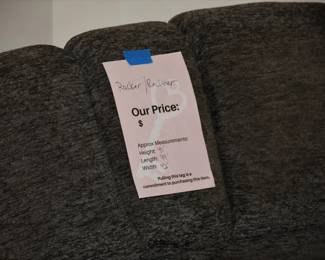 Rocker/Recliner
Our Price:
$
Approx Measurements:
Height:
Length:
Width:
Pulling this tag is a
commitment to purchasing this item.